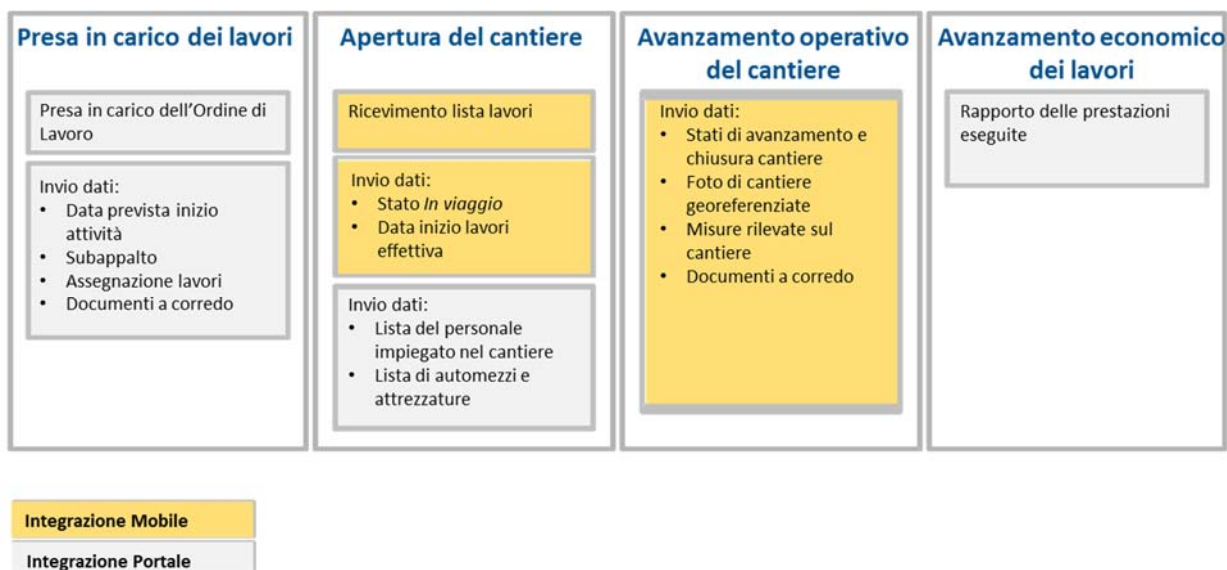 Presa in carico dei lavori
Presa in carico dell'Ordine di
Lavoro
Invio dati:
• Data prevista inizio
attività
• Subappalto
• Assegnazione lavori
• Documenti a corredo
Apertura del cantiere
Ricevimento lista lavori
Invio dati:
• Stato In viaggio
• Data inizio lavori
effettiva
Invio dati:
• Lista del personale
impiegato nel cantiere
• Lista di automezzi e
attrezzature
Avanzamento operativo
del cantiere
Invio dati:
• Stati di avanzamento e
chiusura cantiere
• Foto di cantiere
georeferenziate
• Misure rilevate sul
cantiere
• Documenti a corredo
Avanzamento economico
dei lavori
Rapporto delle prestazioni
eseguite
Integrazione Mobile
Integrazione Portale